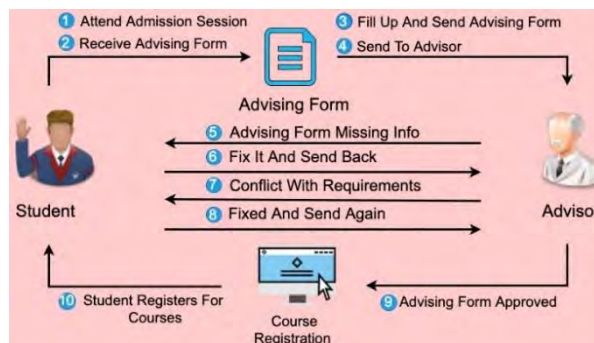 1 Attend Admission Session
2 Receive Advising Form
3 Fill Up And Send Advising Form
4 Send To Advisor
Advising Form
5 Advising Form Missing Info
6 Fix It And Send Back
7 Conflict With Requirements
8 Fixed And Send Again
Student
Adviso
10 Student Registers For
Courses
Course
Registration
9 Advising Form Approved